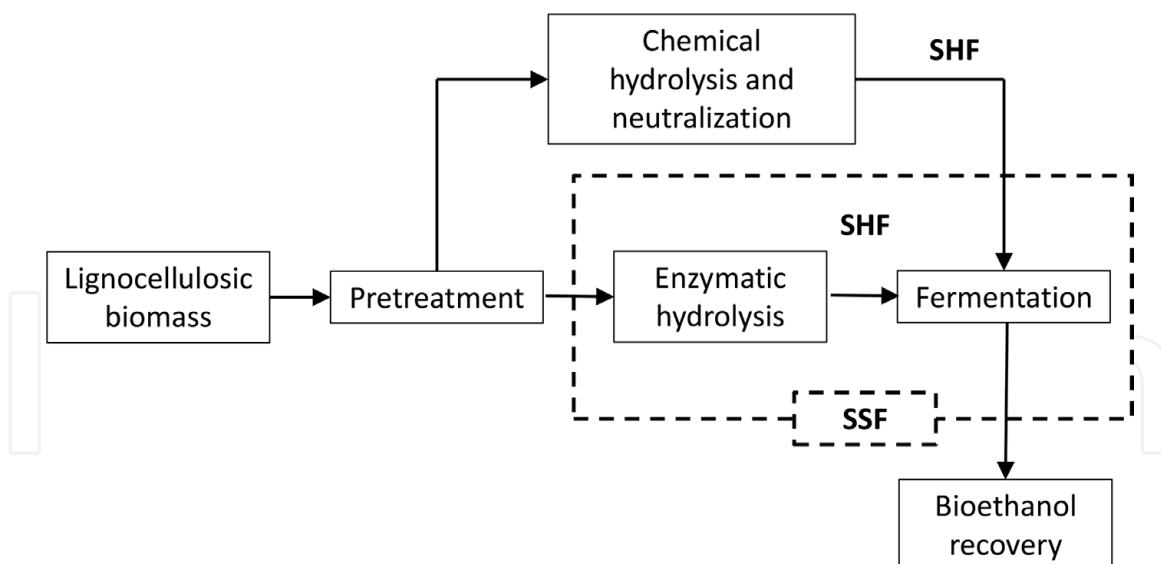 Chemical
hydrolysis and
neutralization
SHF
SHF
Lignocellulosic
biomass
Pretreatment
Enzymatic
hydrolysis
Fermentation
SSF
Bioethanol
recovery